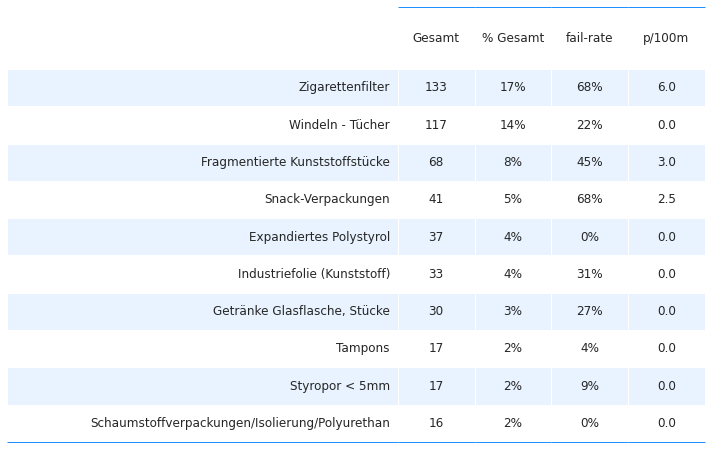 Gesamt % Gesamt fail-rate p/100m
Zigarettenfilter 133 17% 68% 6.0
Windeln - Tücher 117 14% 22% 0.0
Fragmentierte Kunststoffstücke 68 8% 45% 3.0
Snack-Verpackungen 41 5% 68% 2.5
Expandiertes Polystyrol 37 4% 0% 0.0
Industriefolie (Kunststoff) 33 4% 31% 0.0
Getränke Glasflasche, Stücke 30 3% 27% 0.0
Tampons 17 2% 4% 0.0
Styropor < 5mm 17 2% 9% 0.0
Schaumstoffverpackungen/Isolierung/Polyurethan 16 2% 0% 0.0